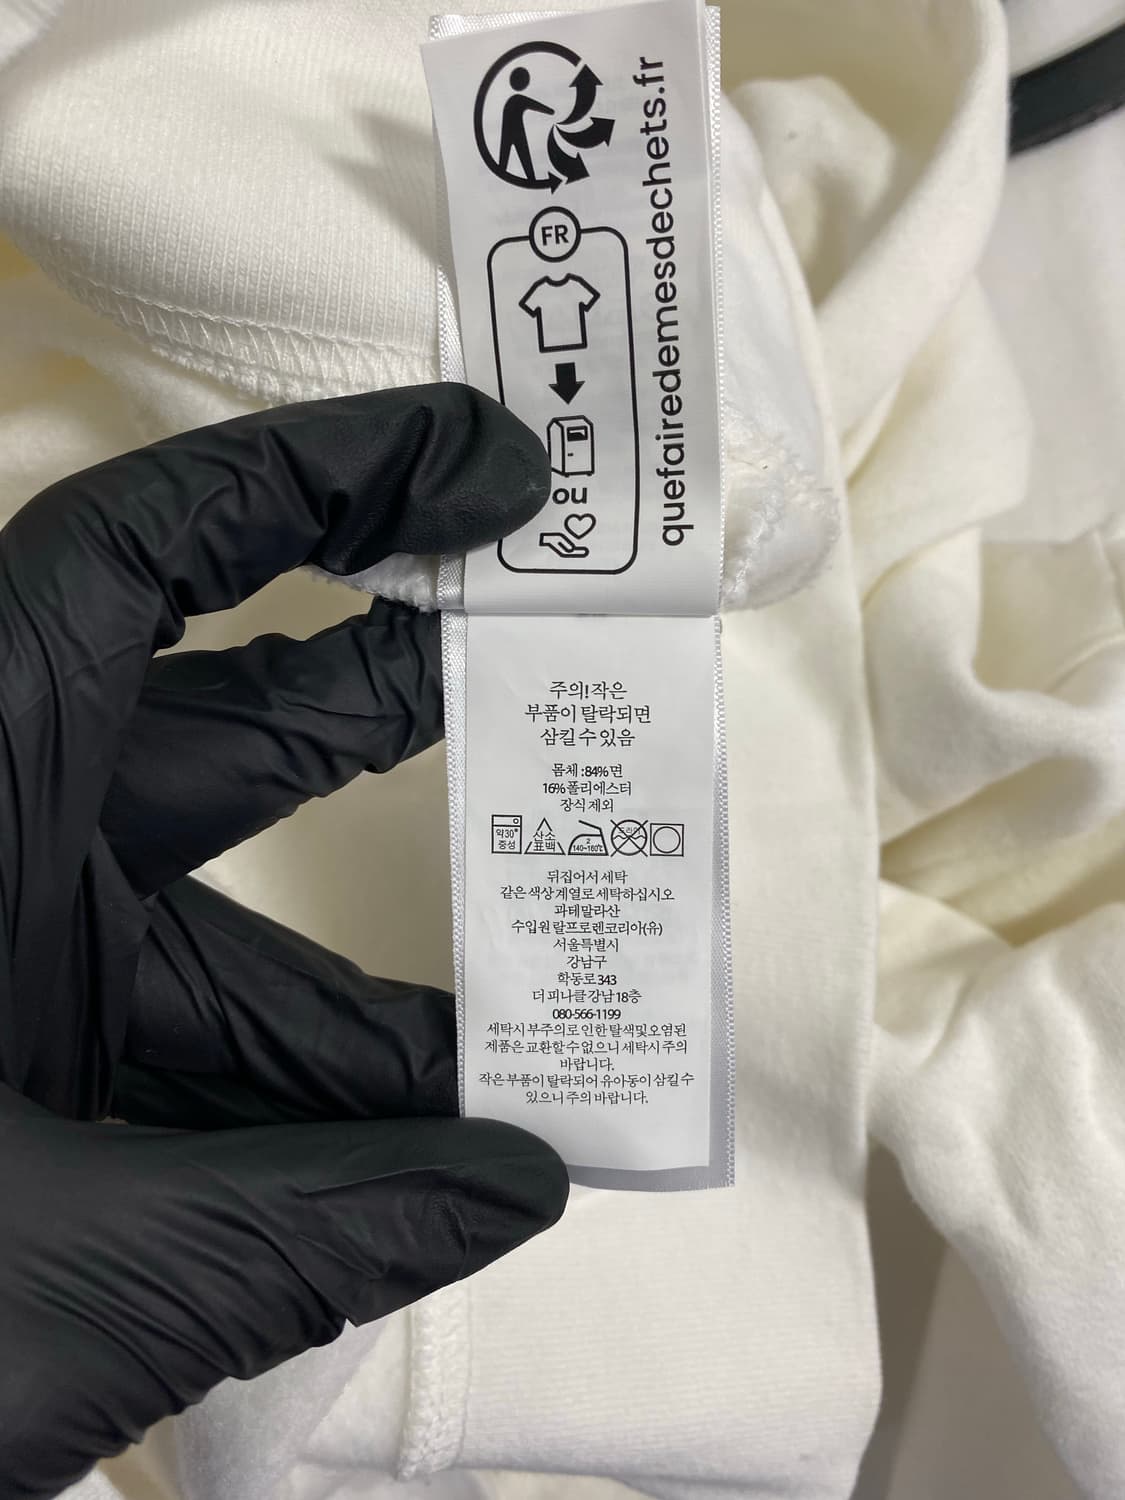 FR
ou
quefairedemesdechets.fr
주의! 작은
부품이 탈락되면
삼킬 수 있음
몸체 : 84% 면
16% 폴리에스터
장식 제외
약30°
중성
산소
표백
2
140~160℃
드라이
뒤집어서 세탁
같은 색상 계열로 세탁하십시오
과테말라산
수입원 랄프로렌코리아(유)
서울특별시
강남구
학동로 343
더 피나클 강남 18층
080-566-1199
세탁시 부주의로 인한 탈색및오염된
제품은 교환할 수 없으니 세탁시 주의
바랍니다.
작은 부품이 탈락되어 유아동이 삼킬 수
있으니 주의 바랍니다.